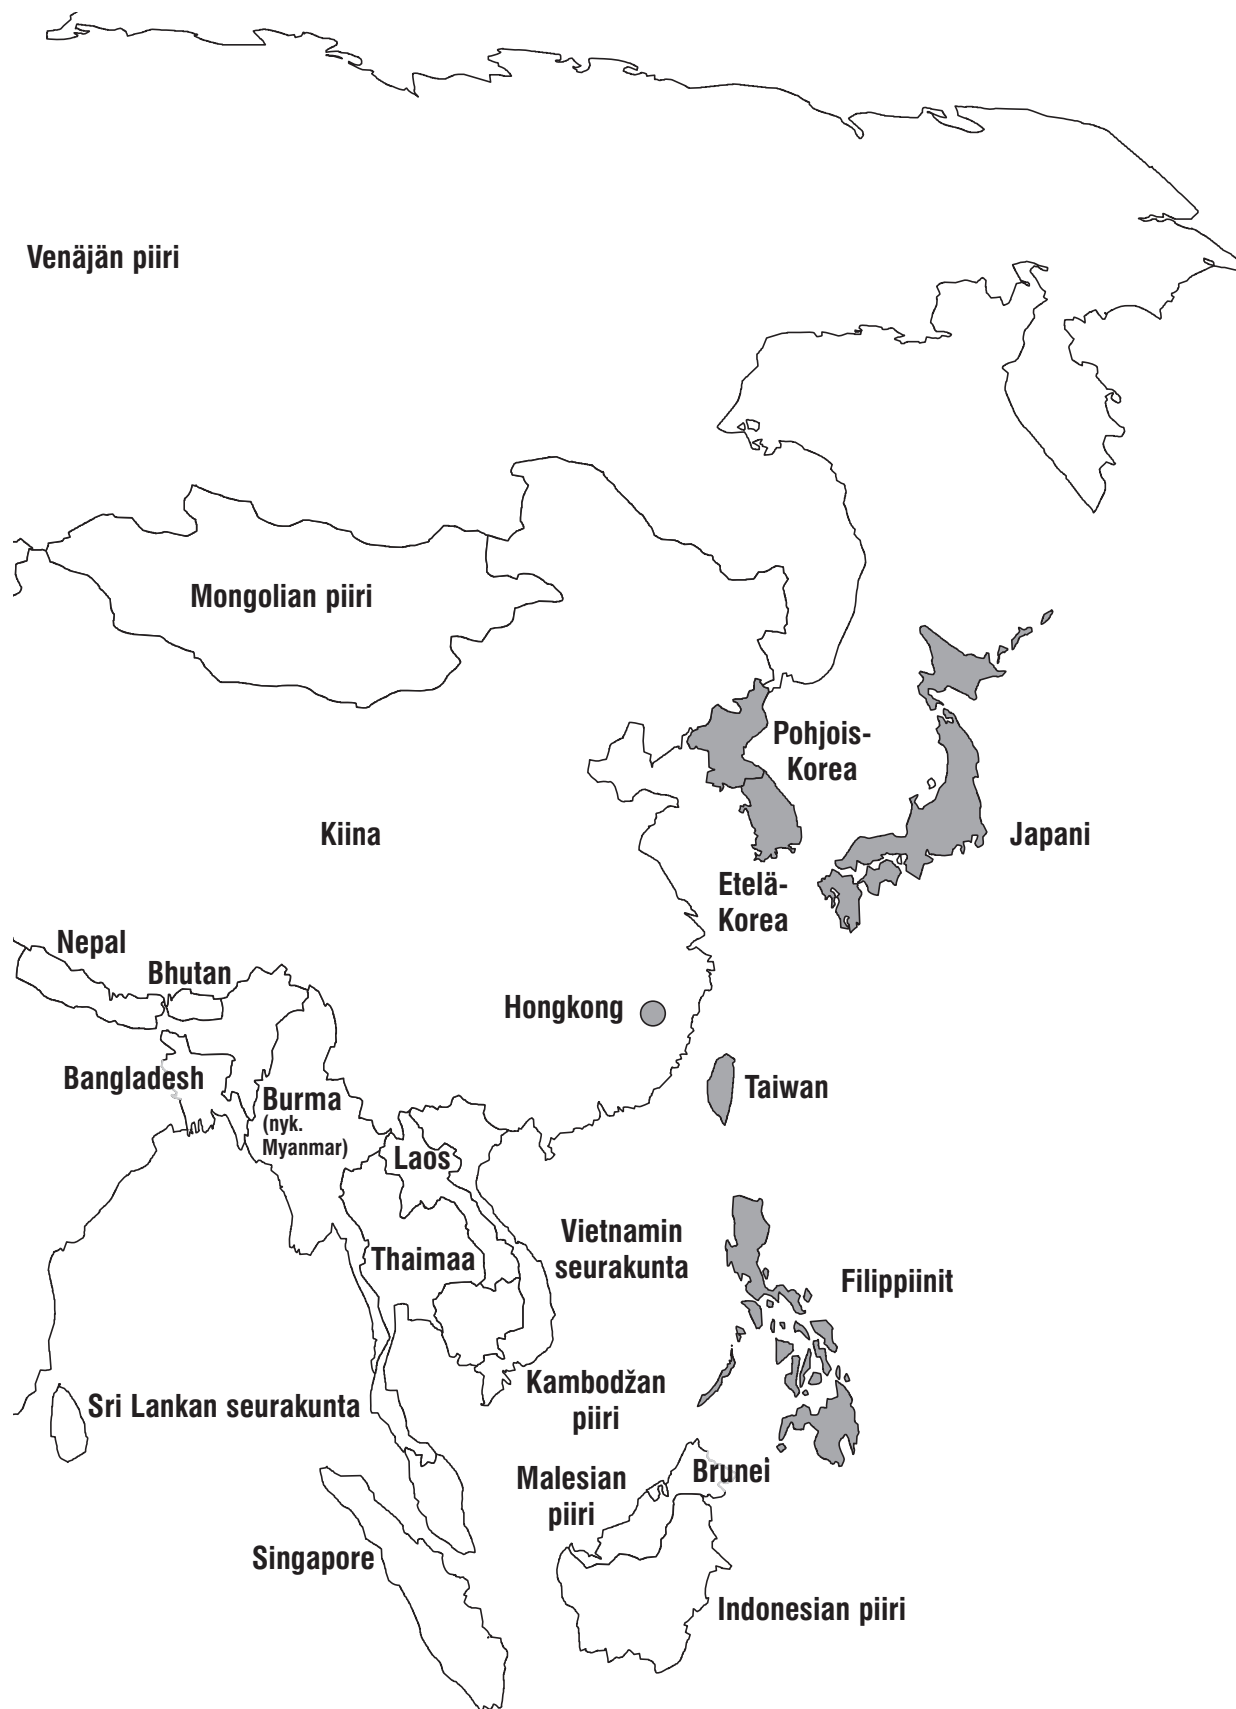 Venäjän piiri
Mongolian piiri
Pohjois-
Korea
Kiina
Japani
Etelä-
Korea
Nepal
Bhutan
Hongkong
Bangladesh
Burma
(nyk.
Myanmar)
Taiwan
Laos
Vietnamin
seurakunta
Thaimaa
Filippiinit
Sri Lankan seurakunta
Kambodžan
piiri
Malesian
piiri
Brunei
Singapore
Indonesian piiri